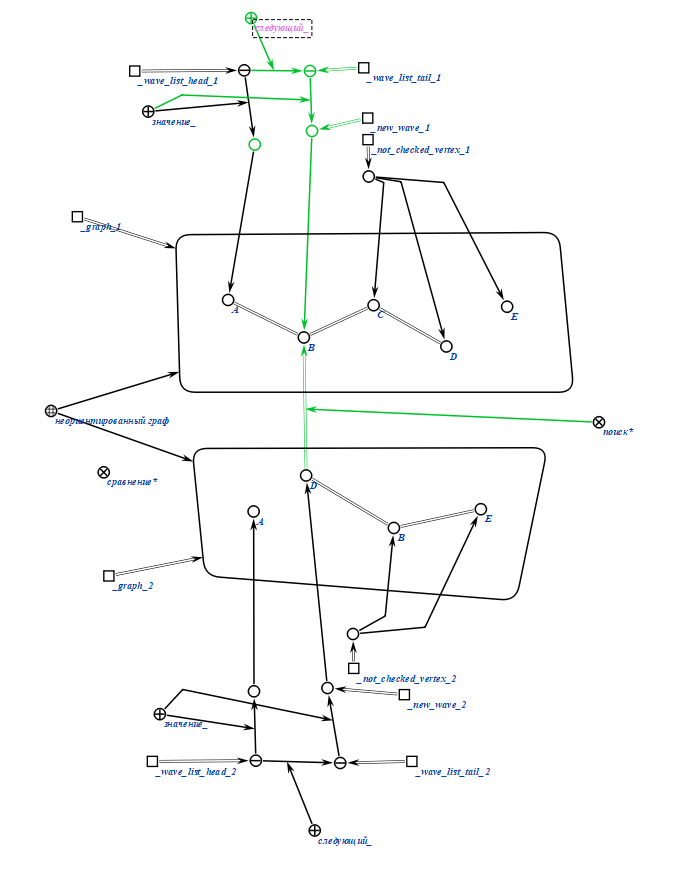 следующий_
_wave_list_head_1
_wave_list_tail_1
значение_
_new_wave_1
_not_checked_vertex_1
_graph_1
A
C
E
B
D
неориентированный граф
поиск*
сравнение*
D
E
A
B
_graph_2
_not_checked_vertex_2
_new_wave_2
значение_
_wave_list_head_2
_wave_list_tail_2
следующий_